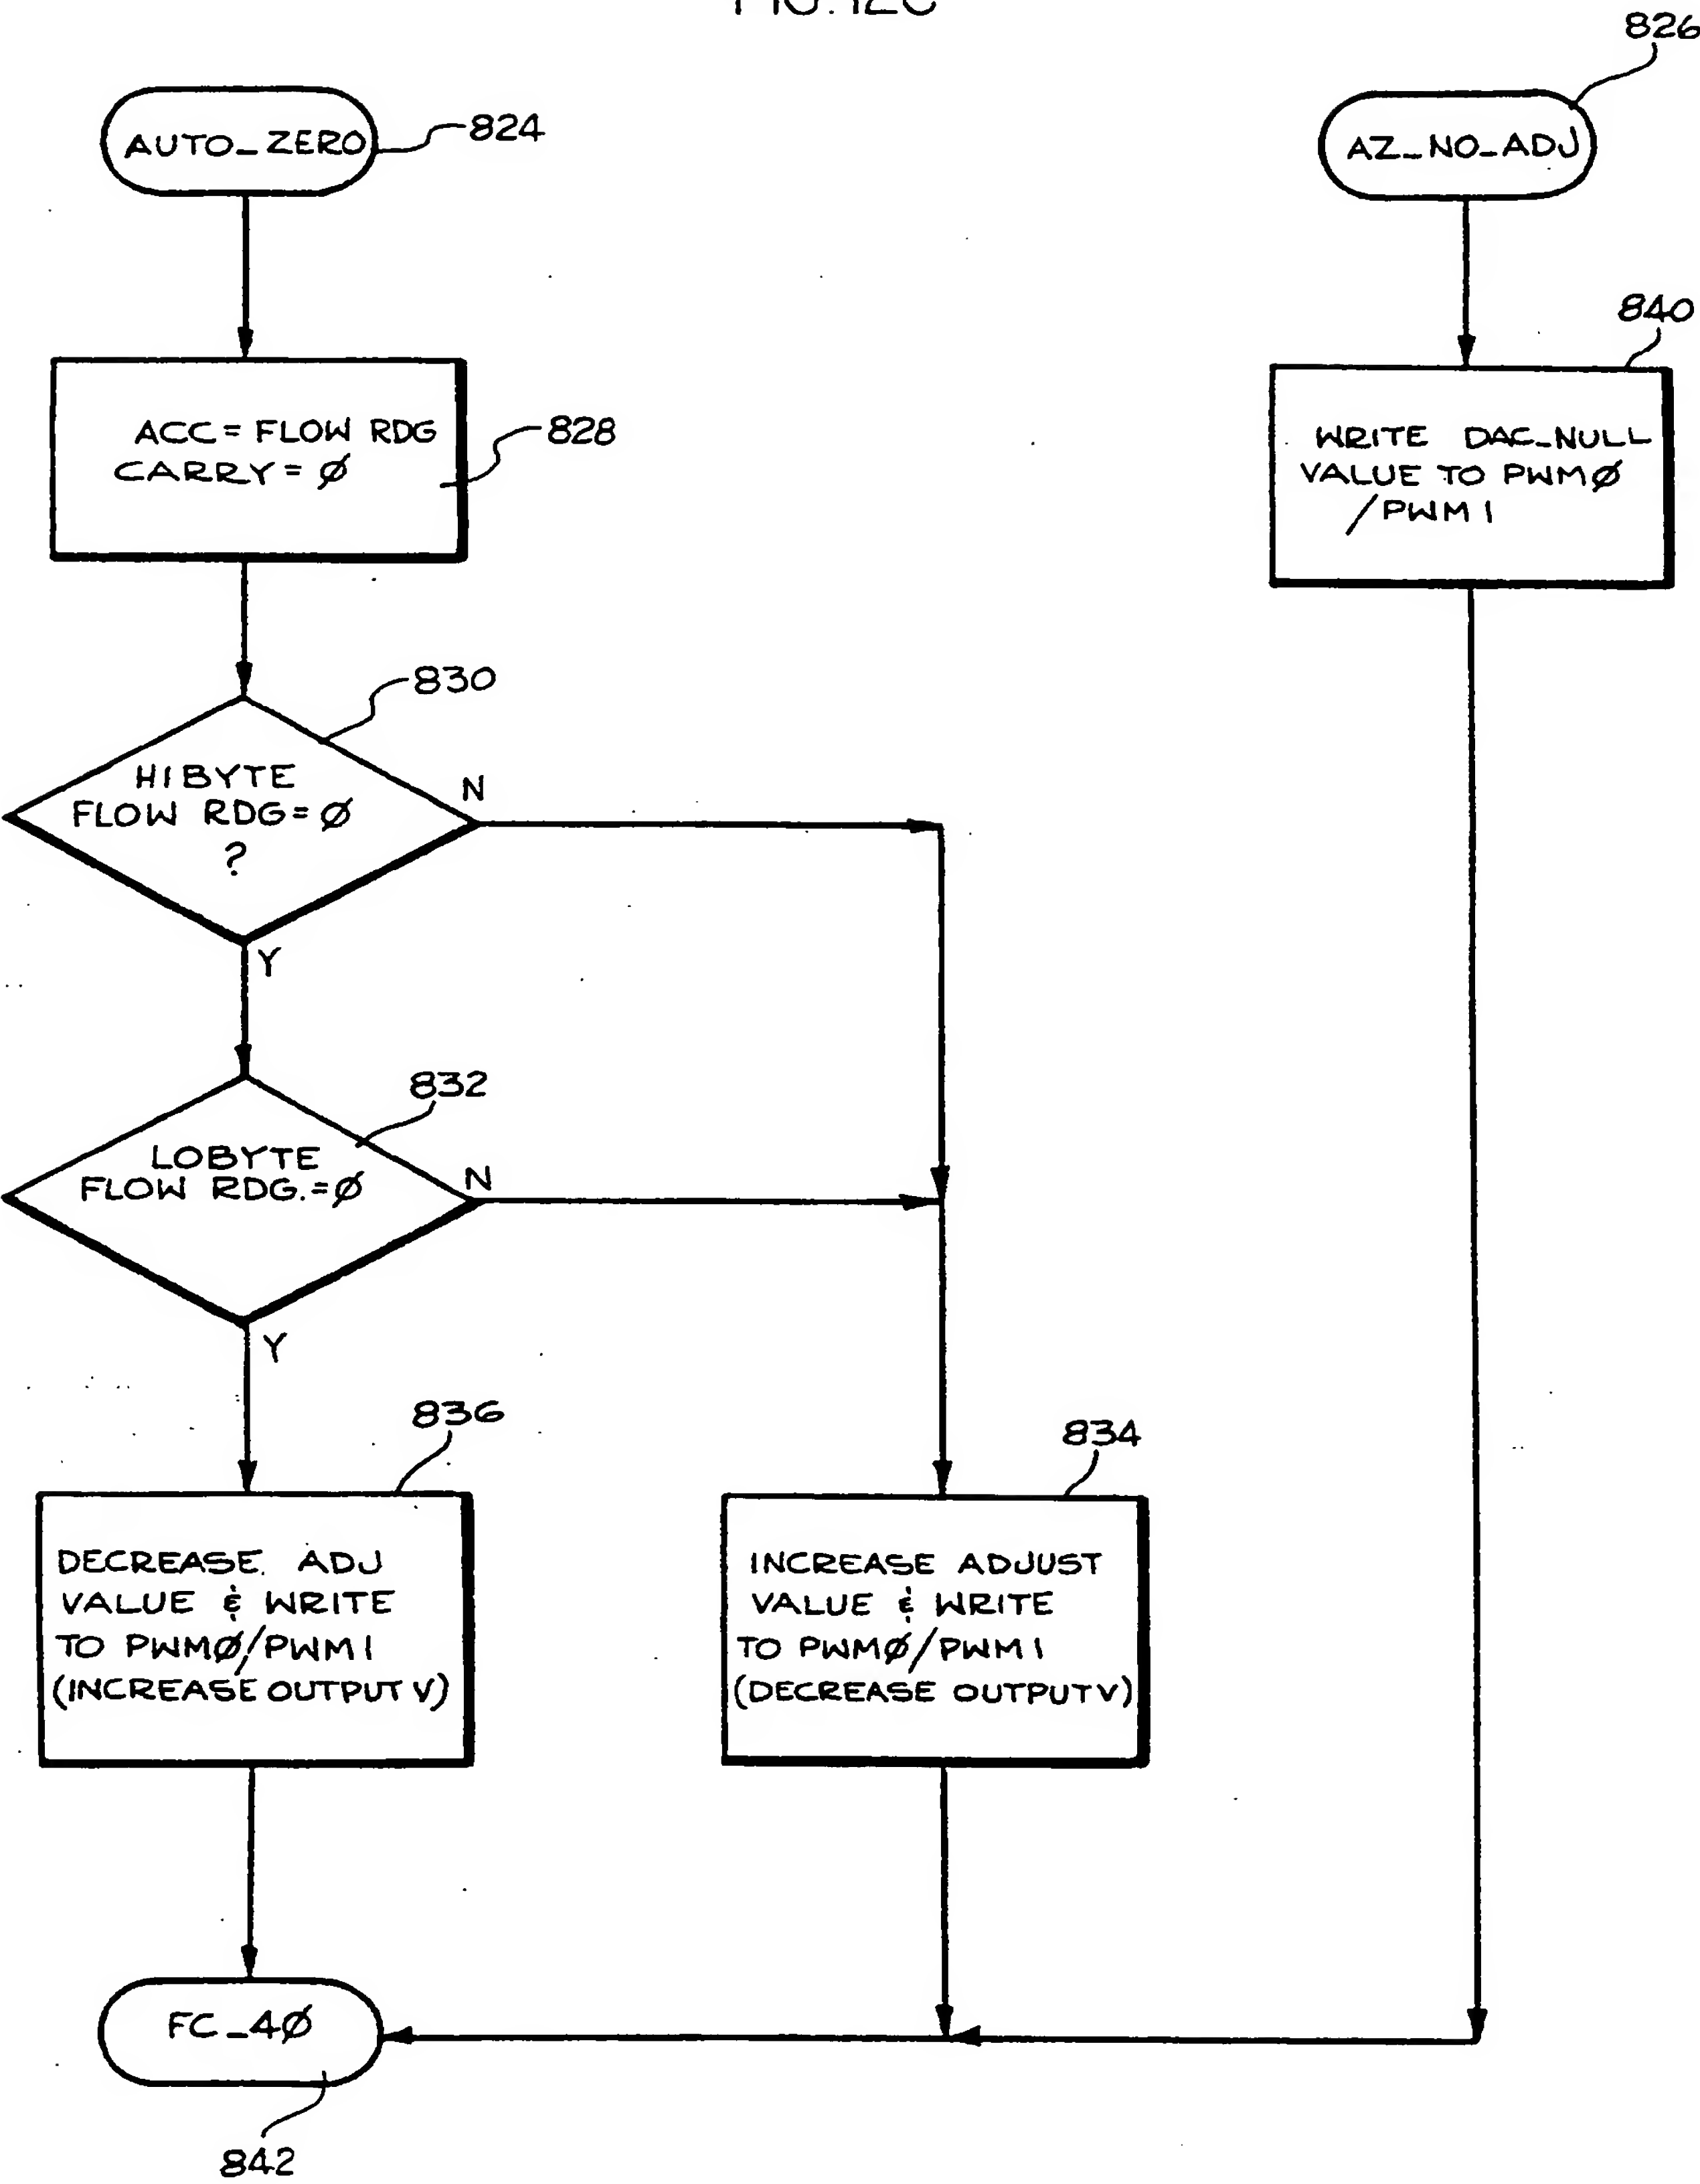 FIG. 12C
826
AUTO_ZERO
824
AZ_NO_ADJ
840
ACC = FLOW RDG
CARRY = Ø
828
WRITE DAC_NULL
VALUE TO PWMØ
/PWM1
830
HIBYTE
FLOW RDG = Ø
?
N
Y
832
LOBYTE
FLOW RDG. = Ø
N
Y
836
834
DECREASE ADJ
VALUE & WRITE
TO PWMØ/PWM1
(INCREASE OUTPUT V)
INCREASE ADJUST
VALUE & WRITE
TO PWMØ/PWM1
(DECREASE OUTPUT V)
FC_4Ø
842